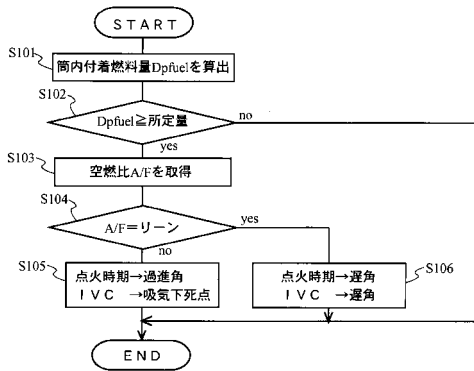 START
S101
筒内付着燃料量Dpfuelを算出
S102
Dpfuel≧所定量
no
yes
S103
空燃比A/Fを取得
S104
A/F＝リーン
yes
no
S105
点火時期→過進角
IVC →吸気下死点
点火時期→遅角
IVC →遅角
S106
END